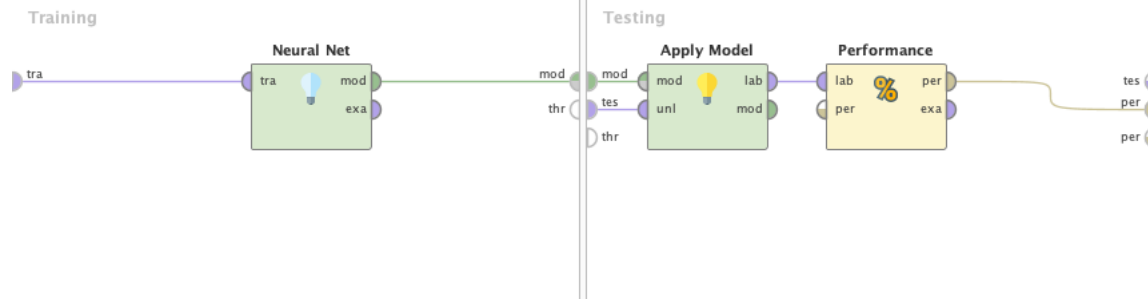 Training
Testing
Neural Net
Apply Model
Performance
tra
tra
mod
mod
mod
mod
lab
lab
per
tes
exa
thr
tes
unl
mod
per
exa
per
thr
per